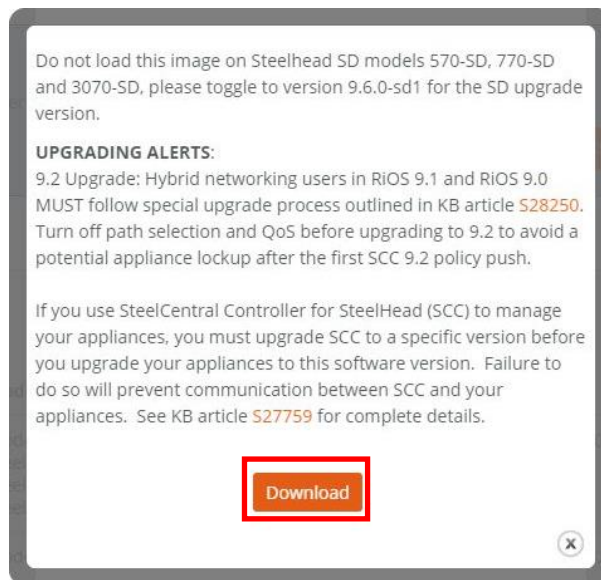 Do not load this image on Steelhead SD models 570-SD, 770-SD
and 3070-SD, please toggle to version 9.6.0-sd1 for the SD upgrade
version.
UPGRADING ALERTS:
9.2 Upgrade: Hybrid networking users in RiOS 9.1 and RiOS 9.0
MUST follow special upgrade process outlined in KB article S28250.
Turn off path selection and QoS before upgrading to 9.2 to avoid a
potential appliance lockup after the first SCC 9.2 policy push.
If you use SteelCentral Controller for SteelHead (SCC) to manage
your appliances, you must upgrade SCC to a specific version before
you upgrade your appliances to this software version. Failure to
do so will prevent communication between SCC and your
appliances. See KB article S27759 for complete details.
Download
x